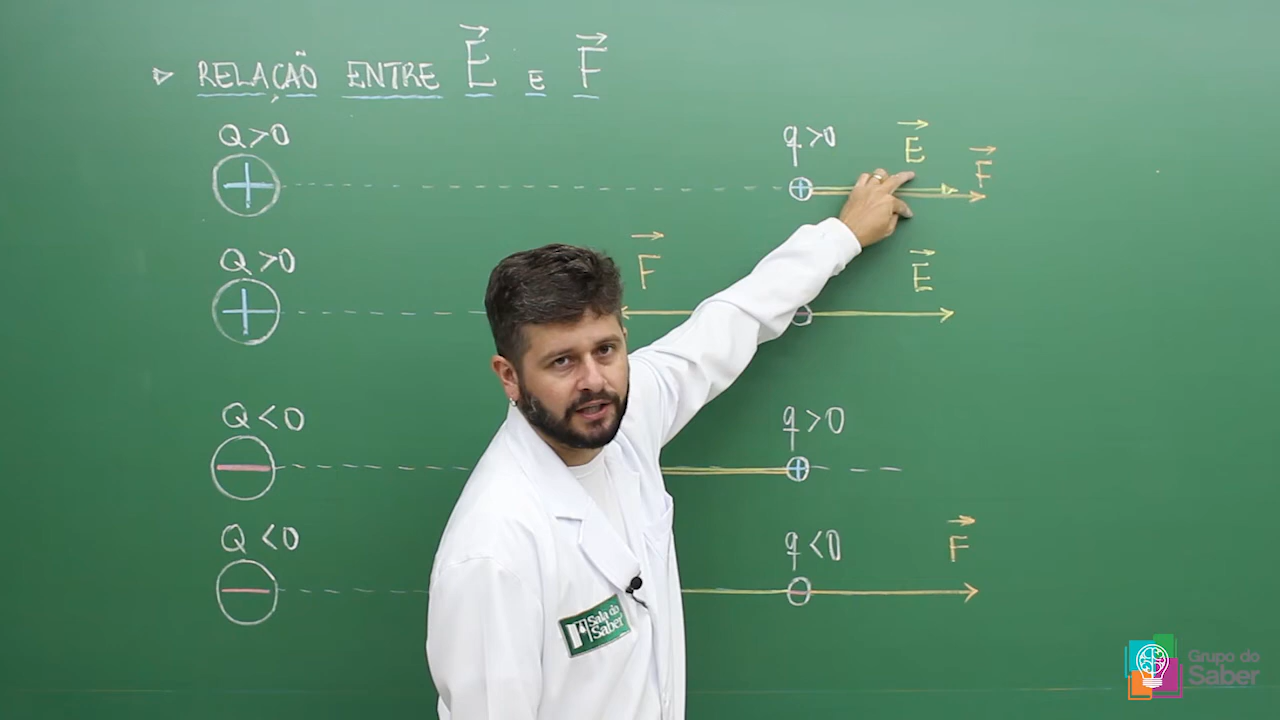 ▷ RELAÇÃO ENTRE E⃗ E F⃗
Q>0 q>0 E⃗ F⃗
+ +
Q>0 F⃗ E⃗
+
Q<0 q>0
− +
Q<0 q<0 F⃗
− −
Sala do
Saber
Grupo do
Saber